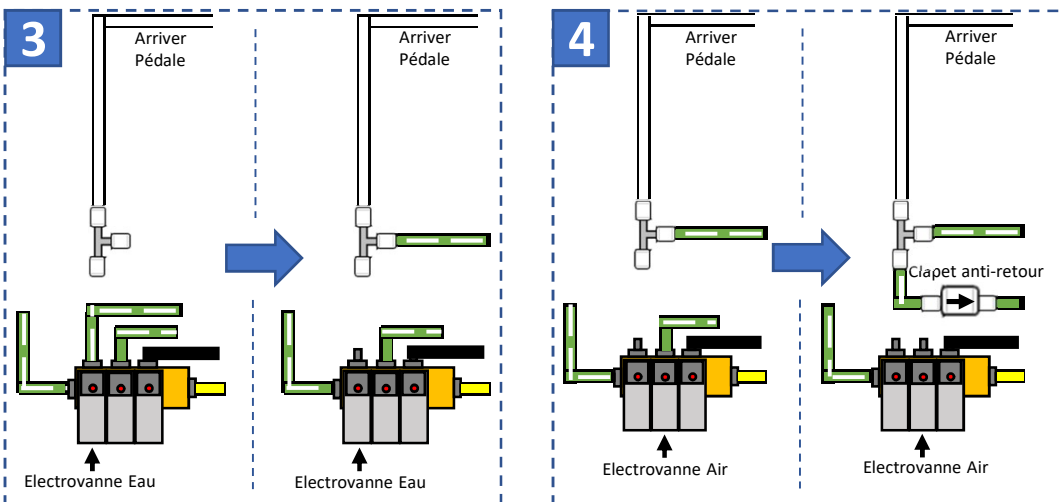 3
Arriver
Pédale
Arriver
Pédale
Electrovanne Eau
Electrovanne Eau
4
Arriver
Pédale
Arriver
Pédale
Clapet anti-retour
Electrovanne Air
Electrovanne Air